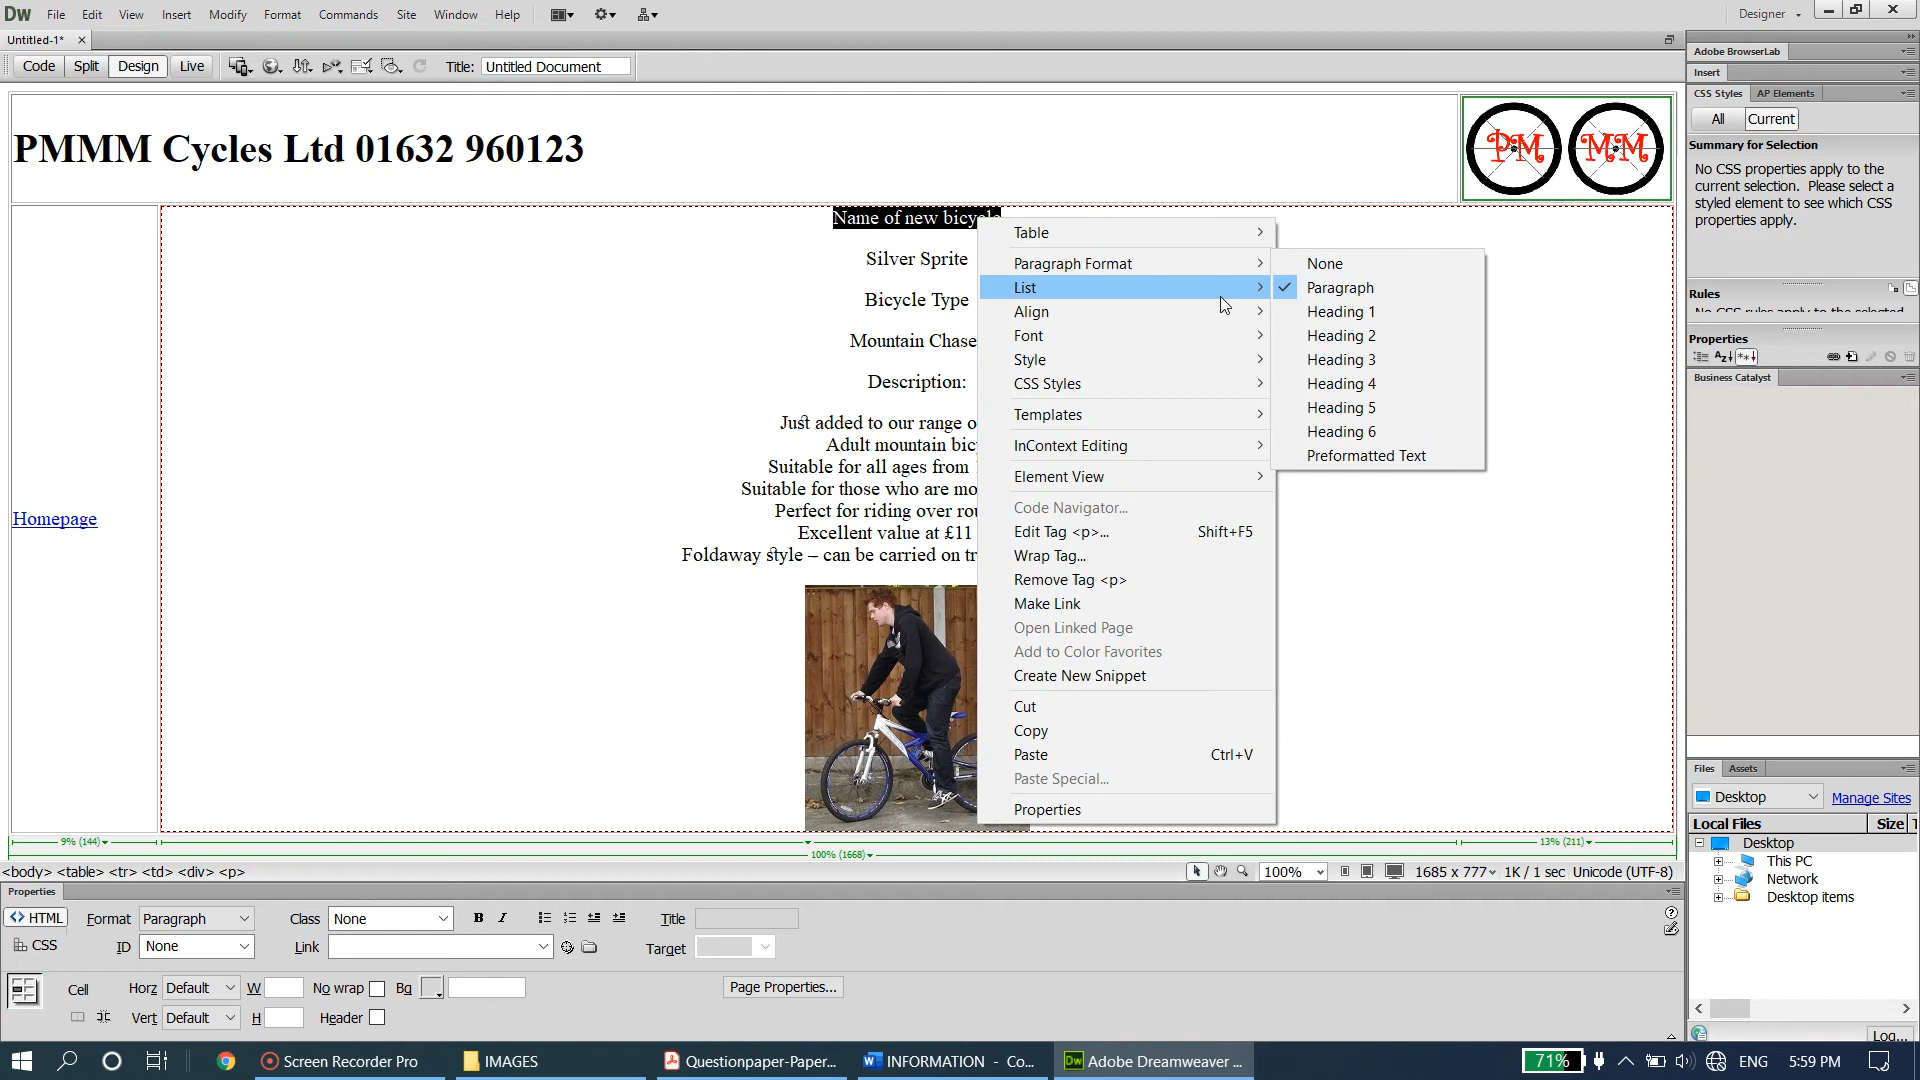 Dw File Edit View Insert Modify Format Commands Site Window Help Designer
Untitled-1*
Code Split Design Live Title: Untitled Document
PMMM Cycles Ltd 01632 960123
PM MM
Name of new bicycle
Silver Sprite
Bicycle Type
Mountain Chase
Description:
Just added to our range o
Adult mountain bic
Suitable for all ages from
Suitable for those who are mo
Perfect for riding over rou
Excellent value at £11
Foldaway style – can be carried on tr
Homepage
Table
Paragraph Format
List
Align
Font
Style
CSS Styles
Templates
InContext Editing
Element View
Code Navigator...
Edit Tag <p>... Shift+F5
Wrap Tag...
Remove Tag <p>
Make Link
Open Linked Page
Add to Color Favorites
Create New Snippet
Cut
Copy
Paste Ctrl+V
Paste Special...
Properties
None
Paragraph
Heading 1
Heading 2
Heading 3
Heading 4
Heading 5
Heading 6
Preformatted Text
Adobe BrowserLab
Insert
CSS Styles AP Elements
All Current
Summary for Selection
No CSS properties apply to the
current selection. Please select a
styled element to see which CSS
properties apply.
Rules
Properties
Business Catalyst
Files Assets
Desktop Manage Sites
Local Files Size T
Desktop
This PC
Network
Desktop items
Log...
9% (144) 13% (211)
100% (1668)
<body> <table> <tr> <td> <div> <p> 100% 1685 x 777 1K / 1 sec Unicode (UTF-8)
Properties
<> HTML Format Paragraph Class None B I Title
CSS ID None Link Target
Cell Horz Default W No wrap Bg Page Properties...
Vert Default H Header
Screen Recorder Pro IMAGES Questionpaper-Paper... INFORMATION - Co... Dw Adobe Dreamweaver ... 71% ENG 5:59 PM